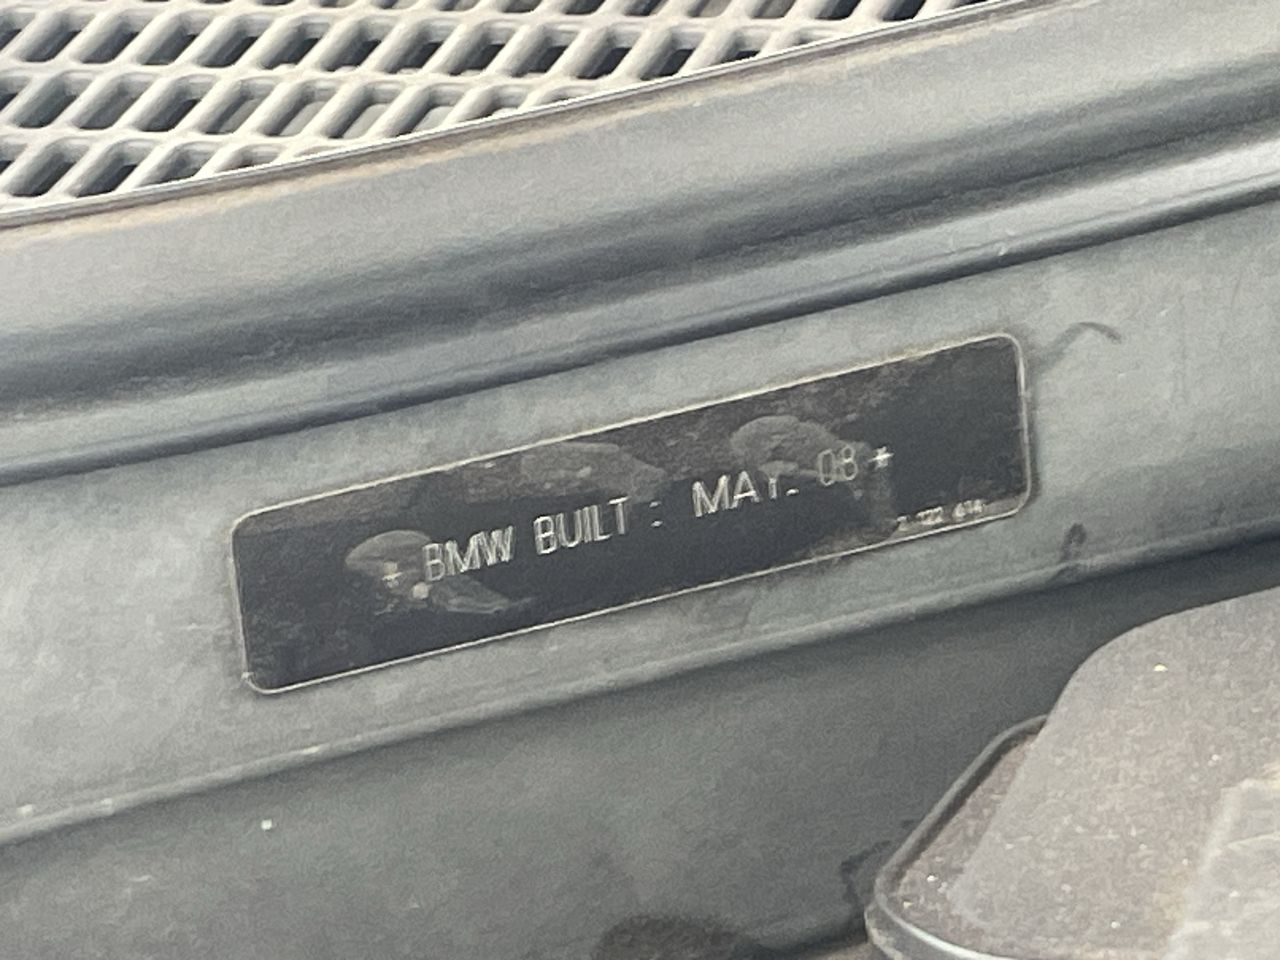 * BMW BUILT : MAY. 08 *